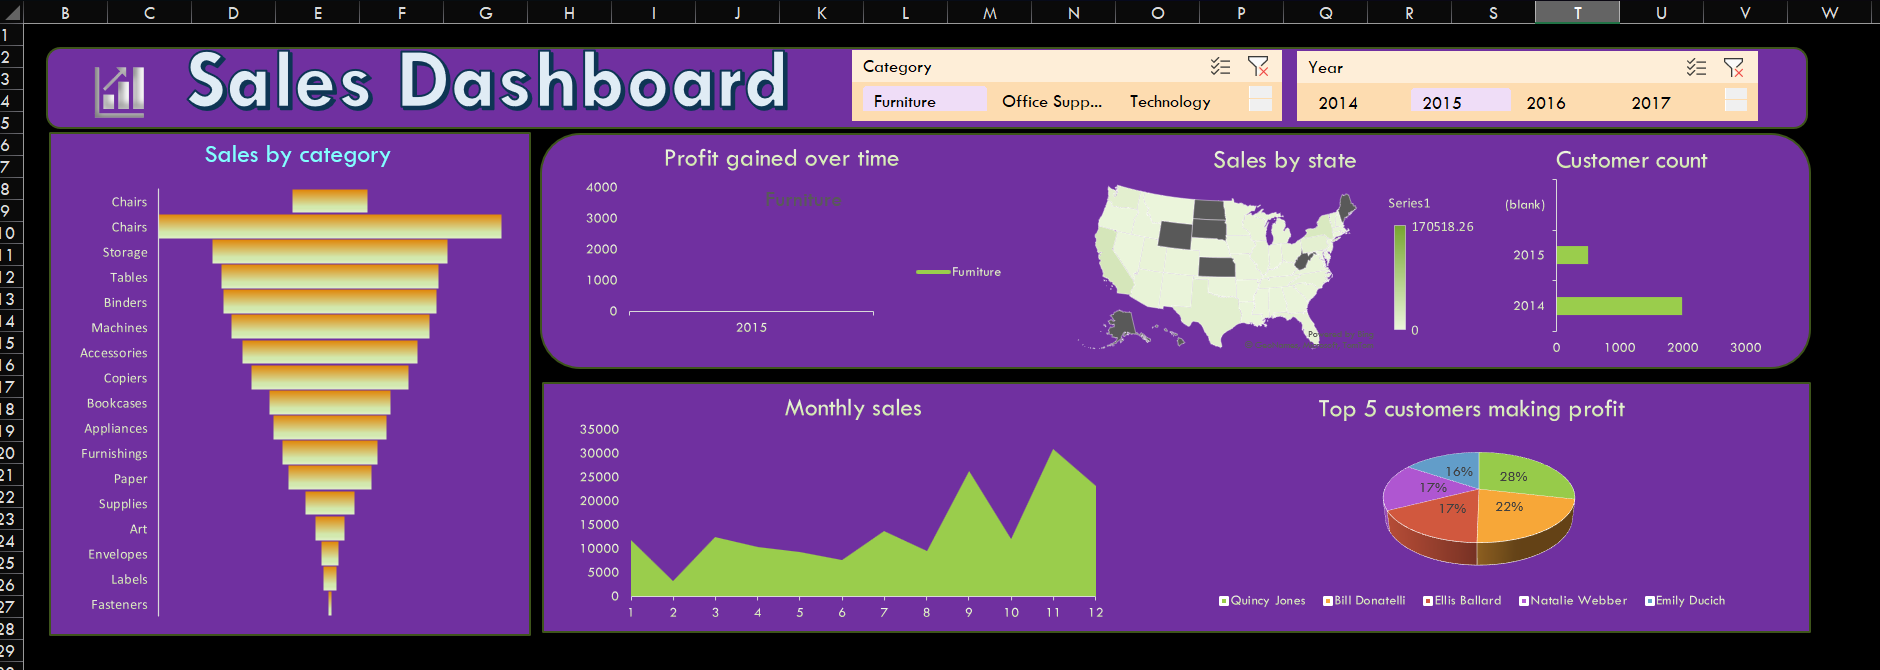 B C D E F G H I J K L M N O P Q R S T U V W
1
2
3
4
5
6
7
8
9
10
11
12
13
14
15
16
17
18
19
20
21
22
23
24
25
26
27
28
29
Sales Dashboard
Category
Furniture Office Supp... Technology
Year
2014 2015 2016 2017
Sales by category
Chairs
Chairs
Storage
Tables
Binders
Machines
Accessories
Copiers
Bookcases
Appliances
Furnishings
Paper
Supplies
Art
Envelopes
Labels
Fasteners
Profit gained over time
Furniture
4000
3000
2000
1000
0
2015
Furniture
Sales by state
Series1
170518.26
0
Powered by Bing
© GeoNames, Microsoft, TomTom
Customer count
(blank)
2015
2014
0 1000 2000 3000
Monthly sales
35000
30000
25000
20000
15000
10000
5000
0
1 2 3 4 5 6 7 8 9 10 11 12
Top 5 customers making profit
16% 28%
17% 17% 22%
Quincy Jones Bill Donatelli Ellis Ballard Natalie Webber Emily Ducich